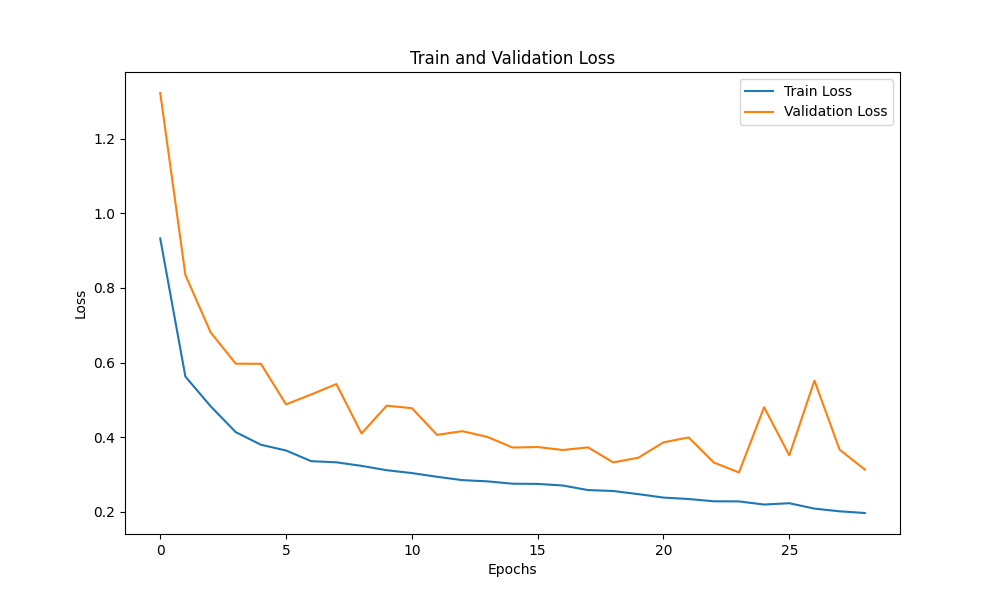 Train and Validation Loss
Train Loss
Validation Loss
1.2
1.0
0.8
0.6
0.4
0.2
Loss
0 5 10 15 20 25
Epochs